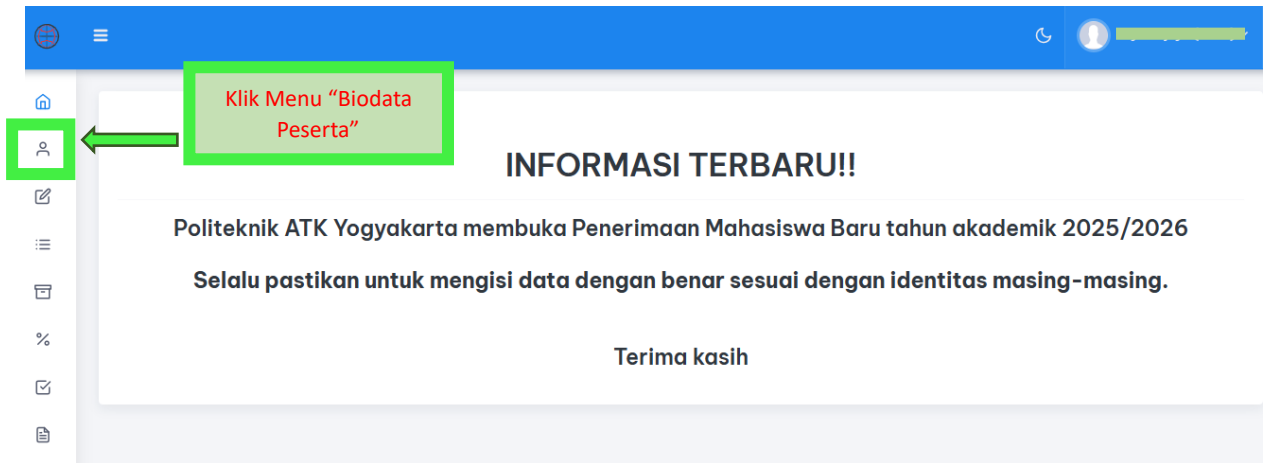 Klik Menu “Biodata
Peserta”
INFORMASI TERBARU!!
Politeknik ATK Yogyakarta membuka Penerimaan Mahasiswa Baru tahun akademik 2025/2026
Selalu pastikan untuk mengisi data dengan benar sesuai dengan identitas masing-masing.
Terima kasih